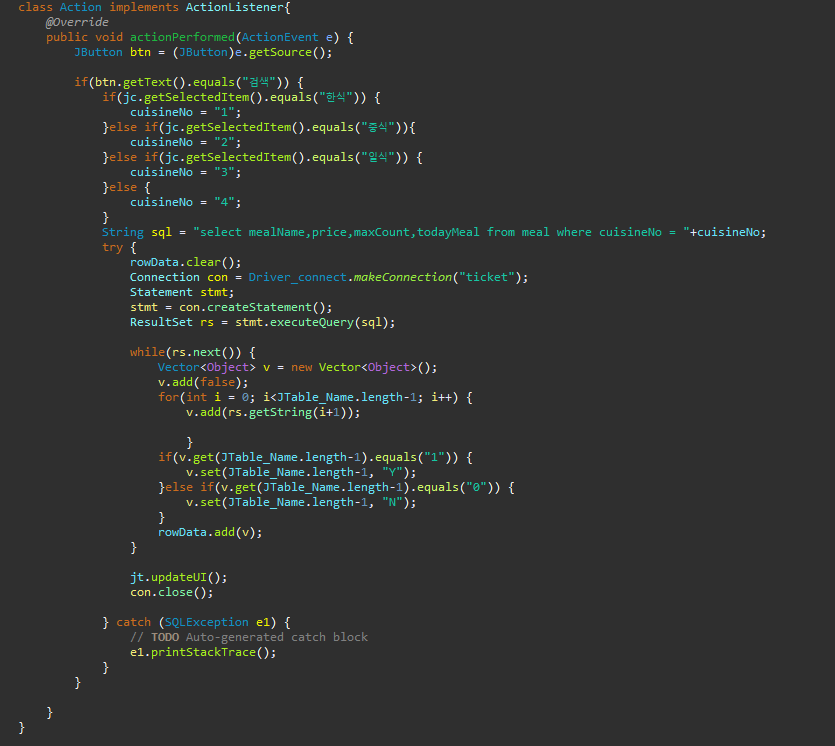 class Action implements ActionListener{
@Override
public void actionPerformed(ActionEvent e) {
JButton btn = (JButton)e.getSource();
if(btn.getText().equals("검색")) {
if(jc.getSelectedItem().equals("한식")) {
cuisineNo = "1";
}else if(jc.getSelectedItem().equals("중식")){
cuisineNo = "2";
}else if(jc.getSelectedItem().equals("일식")) {
cuisineNo = "3";
}else {
cuisineNo = "4";
}
String sql = "select mealName,price,maxCount,todayMeal from meal where cuisineNo = "+cuisineNo;
try {
rowData.clear();
Connection con = Driver_connect.makeConnection("ticket");
Statement stmt;
stmt = con.createStatement();
ResultSet rs = stmt.executeQuery(sql);
while(rs.next()) {
Vector<Object> v = new Vector<Object>();
v.add(false);
for(int i = 0; i<JTable_Name.length-1; i++) {
v.add(rs.getString(i+1));
}
if(v.get(JTable_Name.length-1).equals("1")) {
v.set(JTable_Name.length-1, "Y");
}else if(v.get(JTable_Name.length-1).equals("0")) {
v.set(JTable_Name.length-1, "N");
}
rowData.add(v);
}
jt.updateUI();
con.close();
} catch (SQLException e1) {
// TODO Auto-generated catch block
e1.printStackTrace();
}
}
}
}